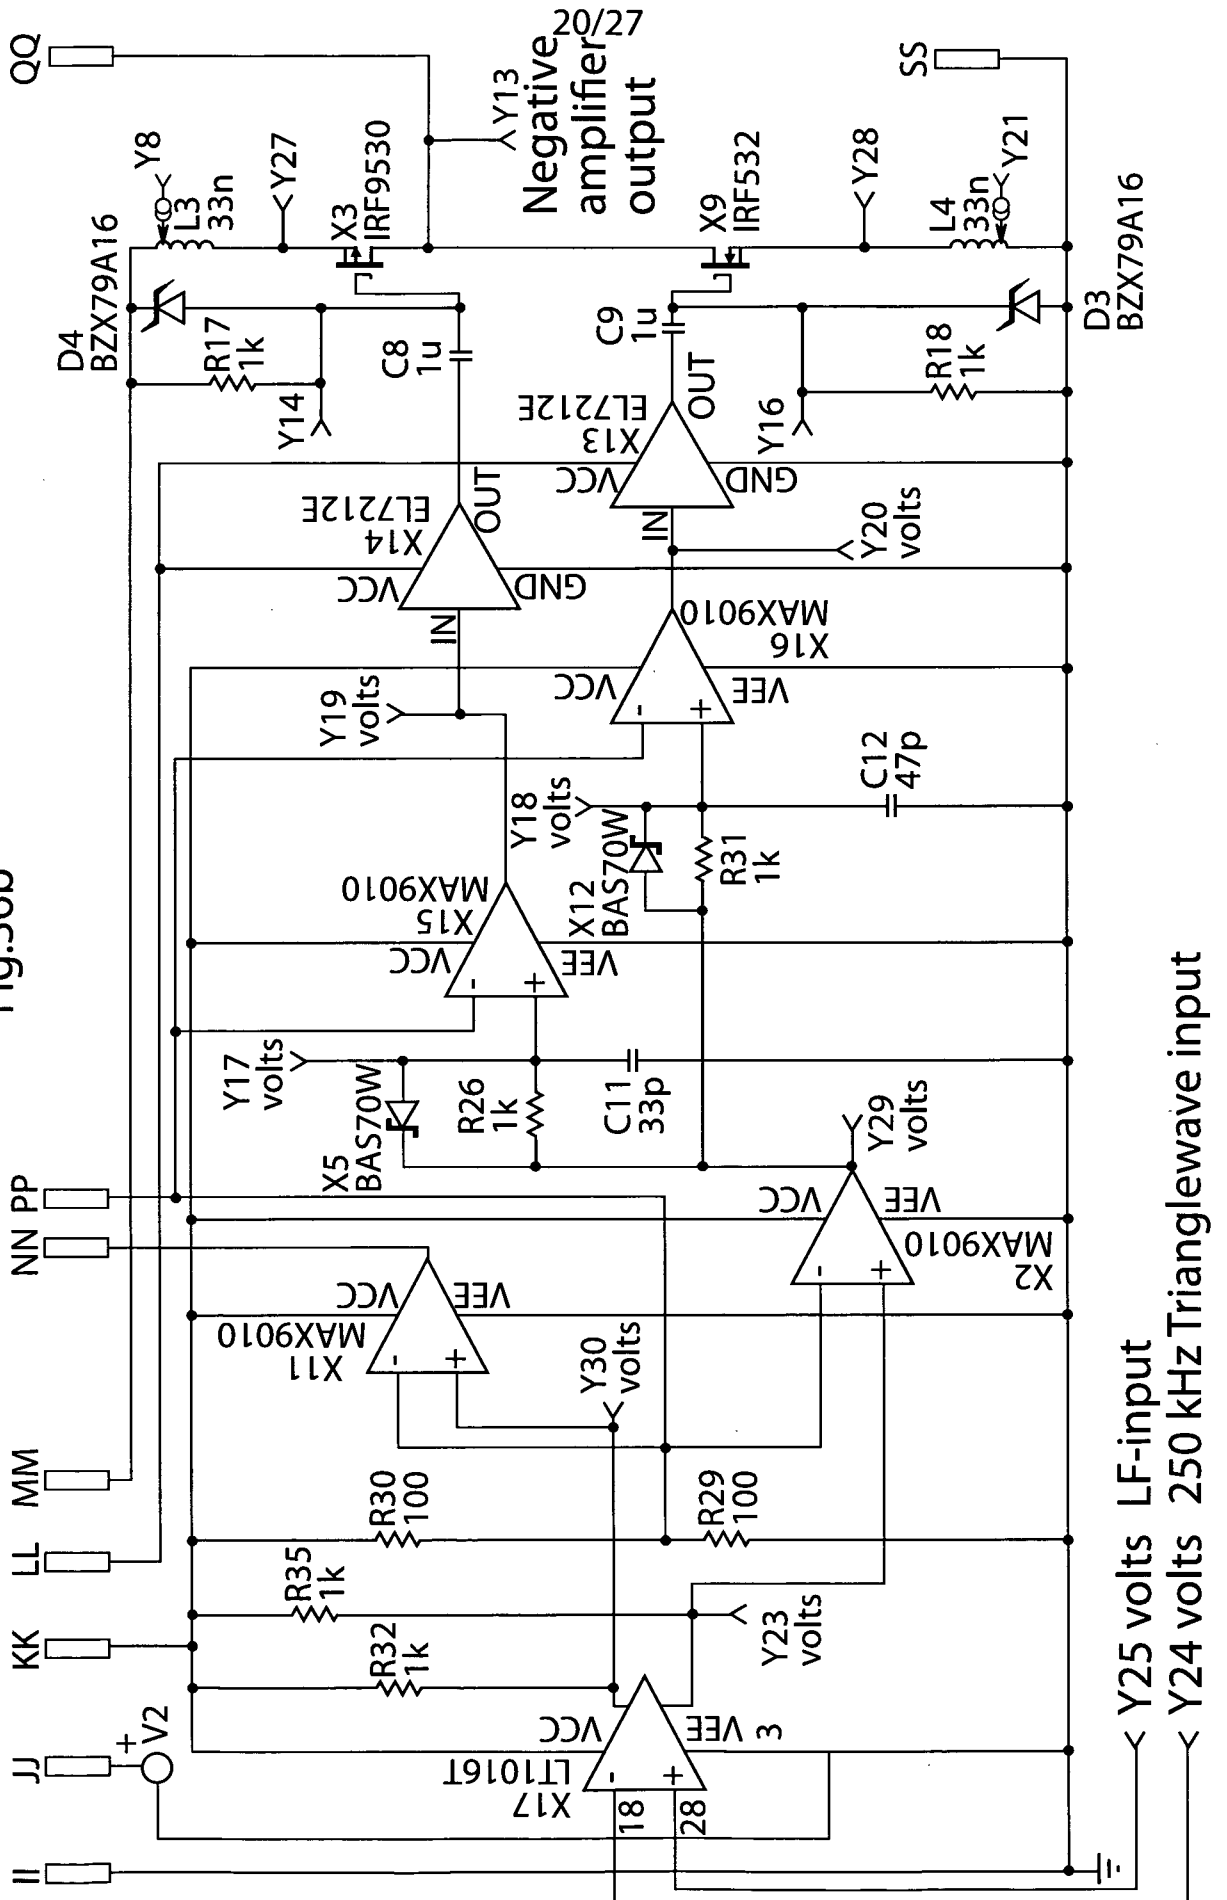 20/27
QQ
Y13
Negative
amplifier
output
SS
Y8
L3
33n
Y27
X3
IRF9530
X9
IRF532
Y28
L4
33n
Y21
D4
BZX79A16
R17
1k
Y14
C8
1u
C9
1u
R18
1k
Y16
D3
BZX79A16
EL7212E
X14
VCC
IN
OUT
GND
EL7212E
X13
VCC
IN
OUT
GND
Y20
volts
Y19
volts
MAX9010
X16
VCC
-
+
VEE
Y18
volts
C12
47p
X12
BAS70W
R31
1k
MAX9010
X15
VCC
-
+
VEE
Y17
volts
X5
BAS70W
R26
1k
C11
33p
Y29
volts
PP
NN
MAX9010
X11
VCC
-
+
VEE
VCC
-
+
VEE
MAX9010
X2
Y30
volts
MM
LL
KK
JJ
II
R30
100
R29
100
R35
1k
R32
1k
Y23
volts
+
V2
VCC
VEE
3
LT1016T
X17
-
+
18
28
Y25 volts LF-input
Y24 volts 250 kHz Trianglewave input